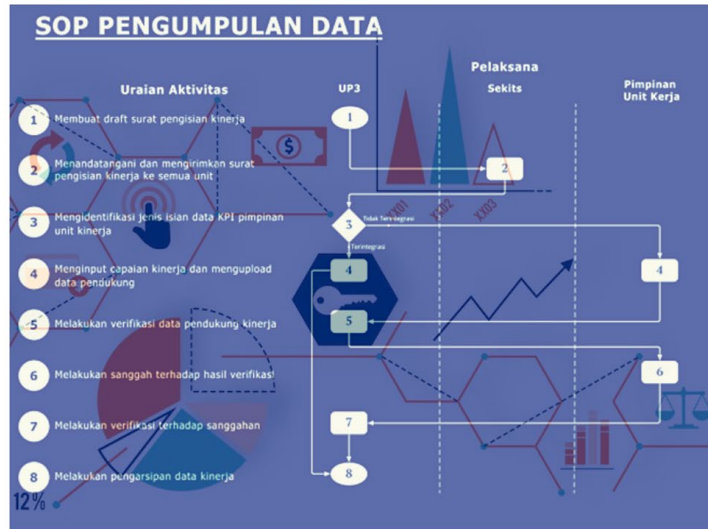 SOP PENGUMPULAN DATA
Uraian Aktivitas
UP3
Pelaksana
Sekits
Pimpinan
Unit Kerja
1 Membuat draft surat pengisian kinerja
1
2 Menandatangani dan mengirimkan surat
pengisian kinerja ke semua unit
2
3 Mengidentifikasi jenis isian data KPI pimpinan
unit kinerja
3
Tidak Terintegrasi
Terintegrasi
4 Menginput capaian kinerja dan mengupload
data pendukung
4
4
5 Melakukan verifikasi data pendukung kinerja
5
6 Melakukan sanggah terhadap hasil verifikasi
6
7 Melakukan verifikasi terhadap sanggahan
7
8 Melakukan pengarsipan data kinerja
8
XX01
XX02
XX03
$
12%